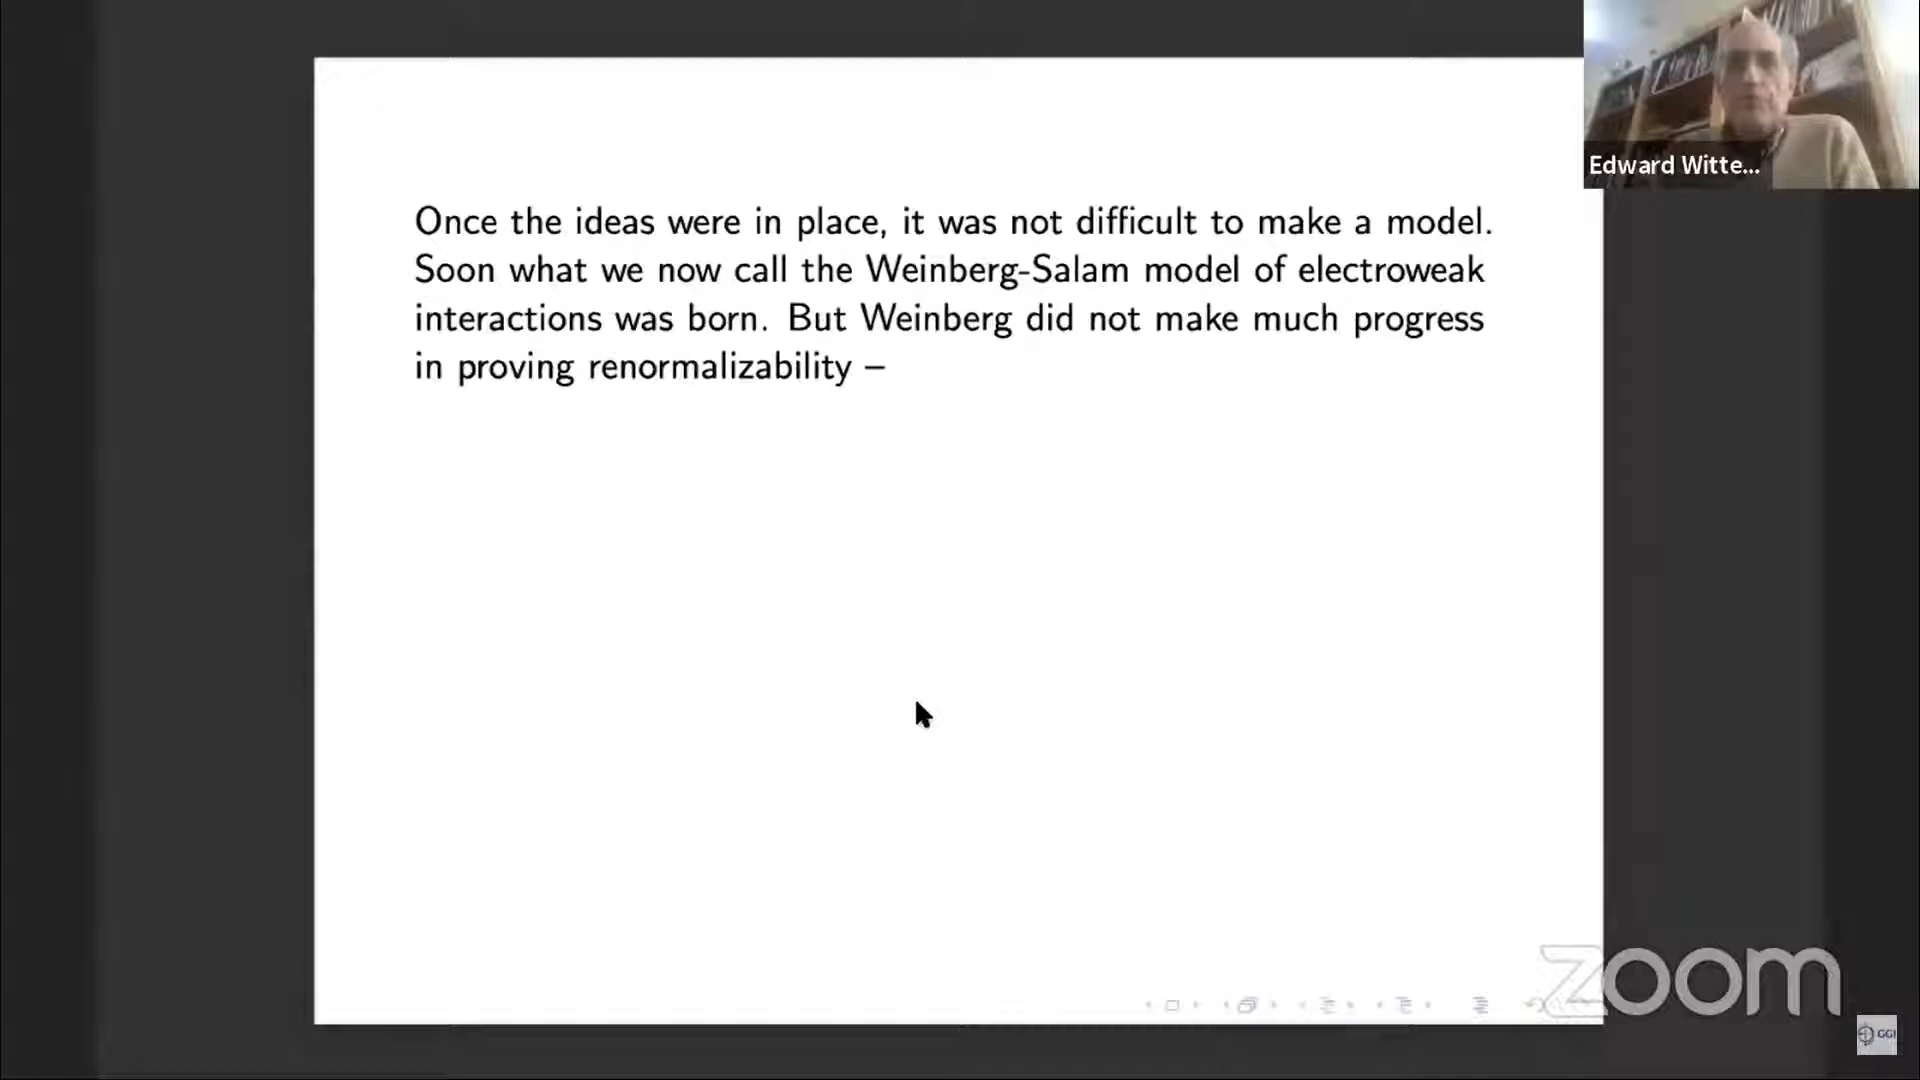 Edward Witte...
Once the ideas were in place, it was not difficult to make a model.
Soon what we now call the Weinberg-Salam model of electroweak
interactions was born. But Weinberg did not make much progress
in proving renormalizability –
zoom
GGI